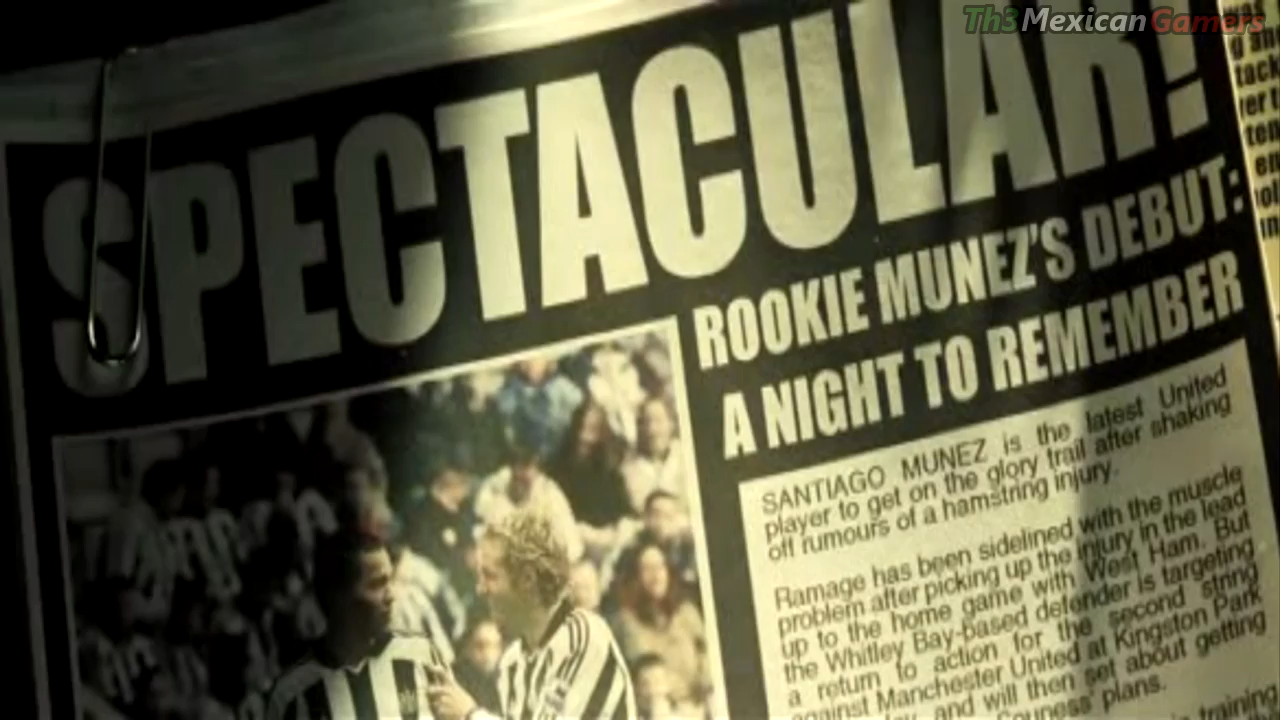 Th3 Mexican Gamers
SPECTACULAR!
ROOKIE MUNEZ'S DEBUT:
A NIGHT TO REMEMBER
SANTIAGO MUNEZ is the latest United
player to get on the glory trail after shaking
off rumours of a hamstring injury.
Ramage has been sidelined with the muscle
problem after picking up the injury in the lead
up to the home game with West Ham. But
the Whitley Bay-based defender is targeting
a return to action for the second string
against Manchester United at Kingston Park
and will then set about getting
plans.
training